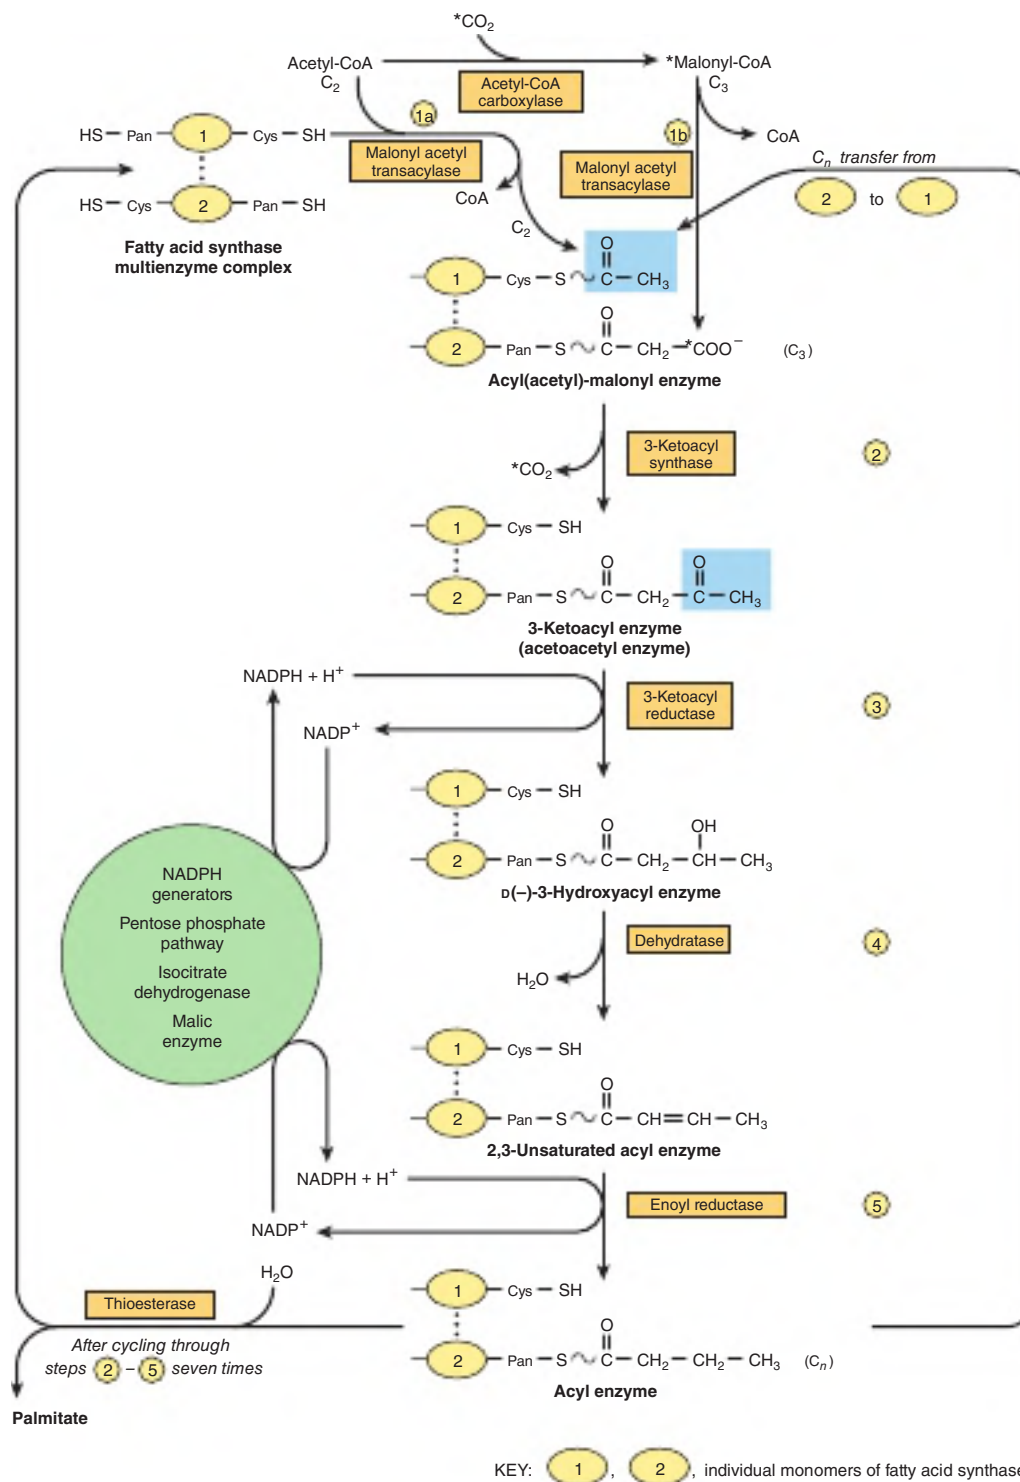 *CO2
Acetyl-CoA
C2
*Malonyl-CoA
C3
Acetyl-CoA
carboxylase
1a
1b
CoA
HS Pan 1 Cys SH
Malonyl acetyl
transacylase
Malonyl acetyl
transacylase
Cn transfer from
2 to 1
HS Cys 2 Pan SH
CoA
C2
Fatty acid synthase
multienzyme complex
O
1 Cys S C CH3
O
2 Pan S C CH2 *COO− (C3)
Acyl(acetyl)-malonyl enzyme
3-Ketoacyl
synthase
2
*CO2
1 Cys SH
O O
2 Pan S C CH2 C CH3
3-Ketoacyl enzyme
(acetoacetyl enzyme)
NADPH + H+
3-Ketoacyl
reductase
3
NADP+
1 Cys SH
O OH
2 Pan S C CH2 CH CH3
D(−)-3-Hydroxyacyl enzyme
NADPH
generators
Pentose phosphate
pathway
Isocitrate
dehydrogenase
Malic
enzyme
Dehydratase
4
H2O
1 Cys SH
O
2 Pan S C CH CH CH3
2,3-Unsaturated acyl enzyme
NADPH + H+
Enoyl reductase
5
NADP+
H2O
1 Cys SH
Thioesterase
After cycling through
steps 2 – 5 seven times
O
2 Pan S C CH2 CH2 CH3 (Cn)
Acyl enzyme
Palmitate
KEY: 1 , 2 , individual monomers of fatty acid synthase